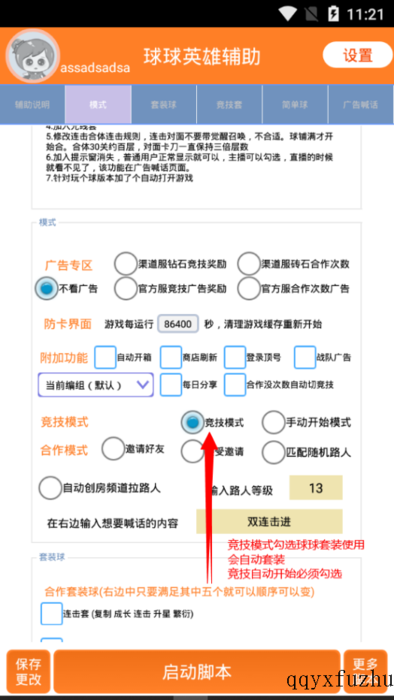 11:21
assadsadsa
球球英雄辅助
设置
辅助说明
模式
套装球
竞技套
简单球
广告喊话
4.加入光线套
5.修改连击合体连击规则，连击对面不要带觉醒召唤，不合适。球铺满才开
始合。合体30关约百层，对面卡刀一直保持三倍层数
6.加入提示窗消失，普通用户正常显示就可以，主播可以勾选，直播的时候
就看不见了，该功能在广告喊话页面。
7.针对玩个球版本加了个自动打开游戏
模式
广告专区
渠道服钻石竞技奖励
渠道服砖石合作次数
不看广告
官方服竞技广告奖励
官方服合作次数广告
防卡界面
游戏每运行
86400
秒，清理游戏缓存重新开始
附加功能
自动开箱
商店刷新
登录顶号
战队广告
当前编组（默认）
每日分享
合作没次数自动切竞技
竞技模式
竞技模式
手动开始模式
合作模式
邀请好友
受邀请
匹配随机路人
自动创房频道拉路人
输入路人等级
13
在右边输入想要喊话的内容
双连击进
竞技模式勾选球球套装使用
会自动套装
竞技自动开始必须勾选
套装球
合作套装球(右边中只要满足其中五个就可以顺序可以变)
连击套 (复制 成长 连击 升星 繁衍)
保存
更改
启动脚本
更多
qqyxfuzhu